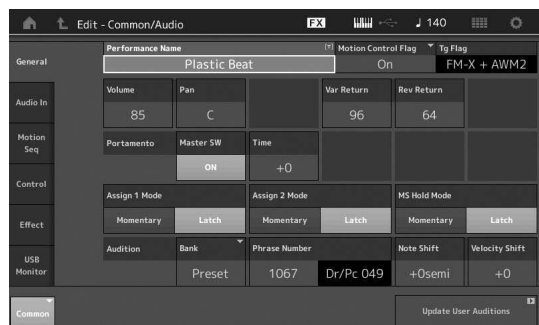 Edit - Common/Audio FX 140
General
Performance Name [T] Motion Control Flag Tg Flag
Plastic Beat On FM-X + AWM2
Audio In
Volume Pan Var Return Rev Return
85 C 96 64
Motion
Seq
Portamento Master SW Time
ON +0
Control
Assign 1 Mode Assign 2 Mode MS Hold Mode
Effect
Momentary Latch Momentary Latch Momentary Latch
USB
Monitor
Audition Bank Phrase Number Note Shift Velocity Shift
Preset 1067 Dr/Pc 049 +0semi +0
Common Update User Auditions